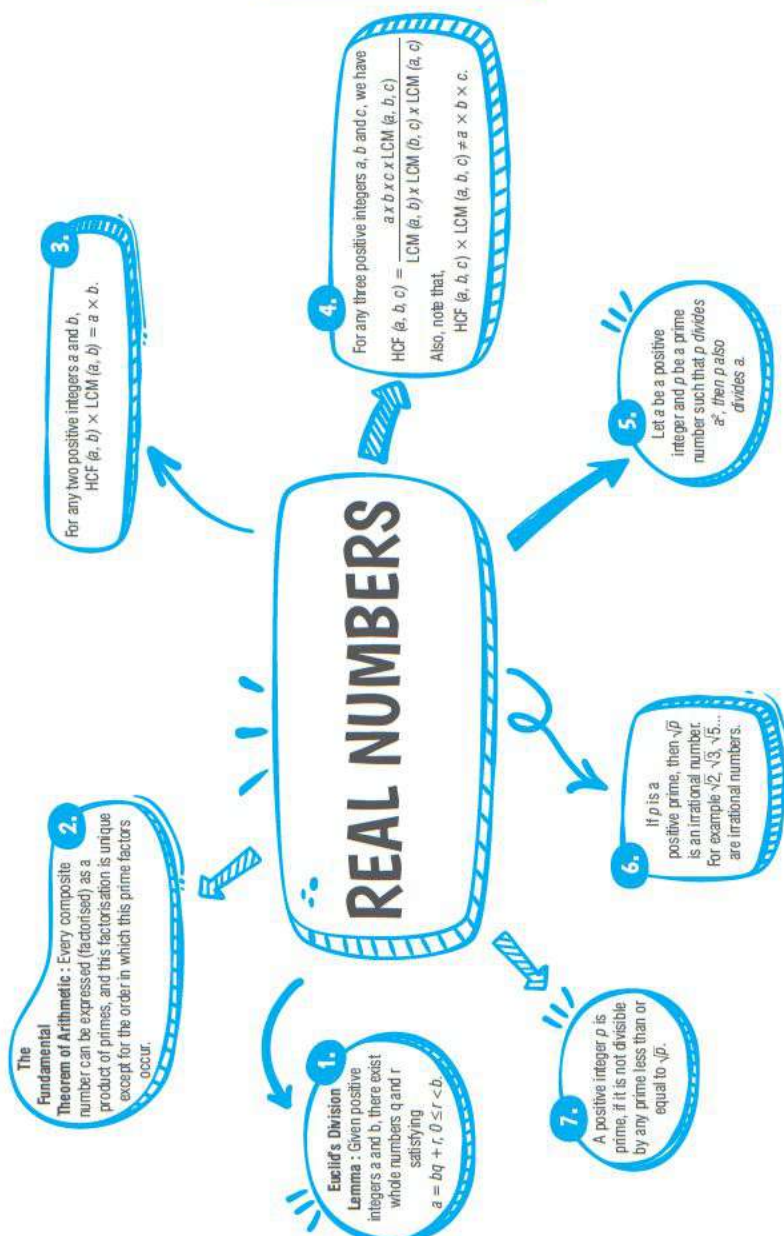 REAL NUMBERS
1.
Euclid's Division
Lemma : Given positive
integers a and b, there exist
whole numbers q and r
satisfying
a = bq + r, 0 ≤ r < b.
2.
The
Fundamental
Theorem of Arithmetic : Every composite
number can be expressed (factorised) as a
product of primes, and this factorisation is unique
except for the order in which this prime factors
occur.
3.
For any two positive integers a and b,
HCF (a, b) × LCM (a, b) = a × b.
4.
For any three positive integers a, b and c, we have
HCF (a, b, c) = a x b x c x LCM (a, b, c) / LCM (a, b) x LCM (b, c) x LCM (a, c)
Also, note that,
HCF (a, b, c) × LCM (a, b, c) ≠ a × b × c.
5.
Let a be a positive
integer and p be a prime
number such that p divides
a², then p also
divides a.
6.
If p is a
positive prime, then √p
is an irrational number.
For example √2, √3, √5...
are irrational numbers.
7.
A positive integer p is
prime, if it is not divisible
by any prime less than or
equal to √p.